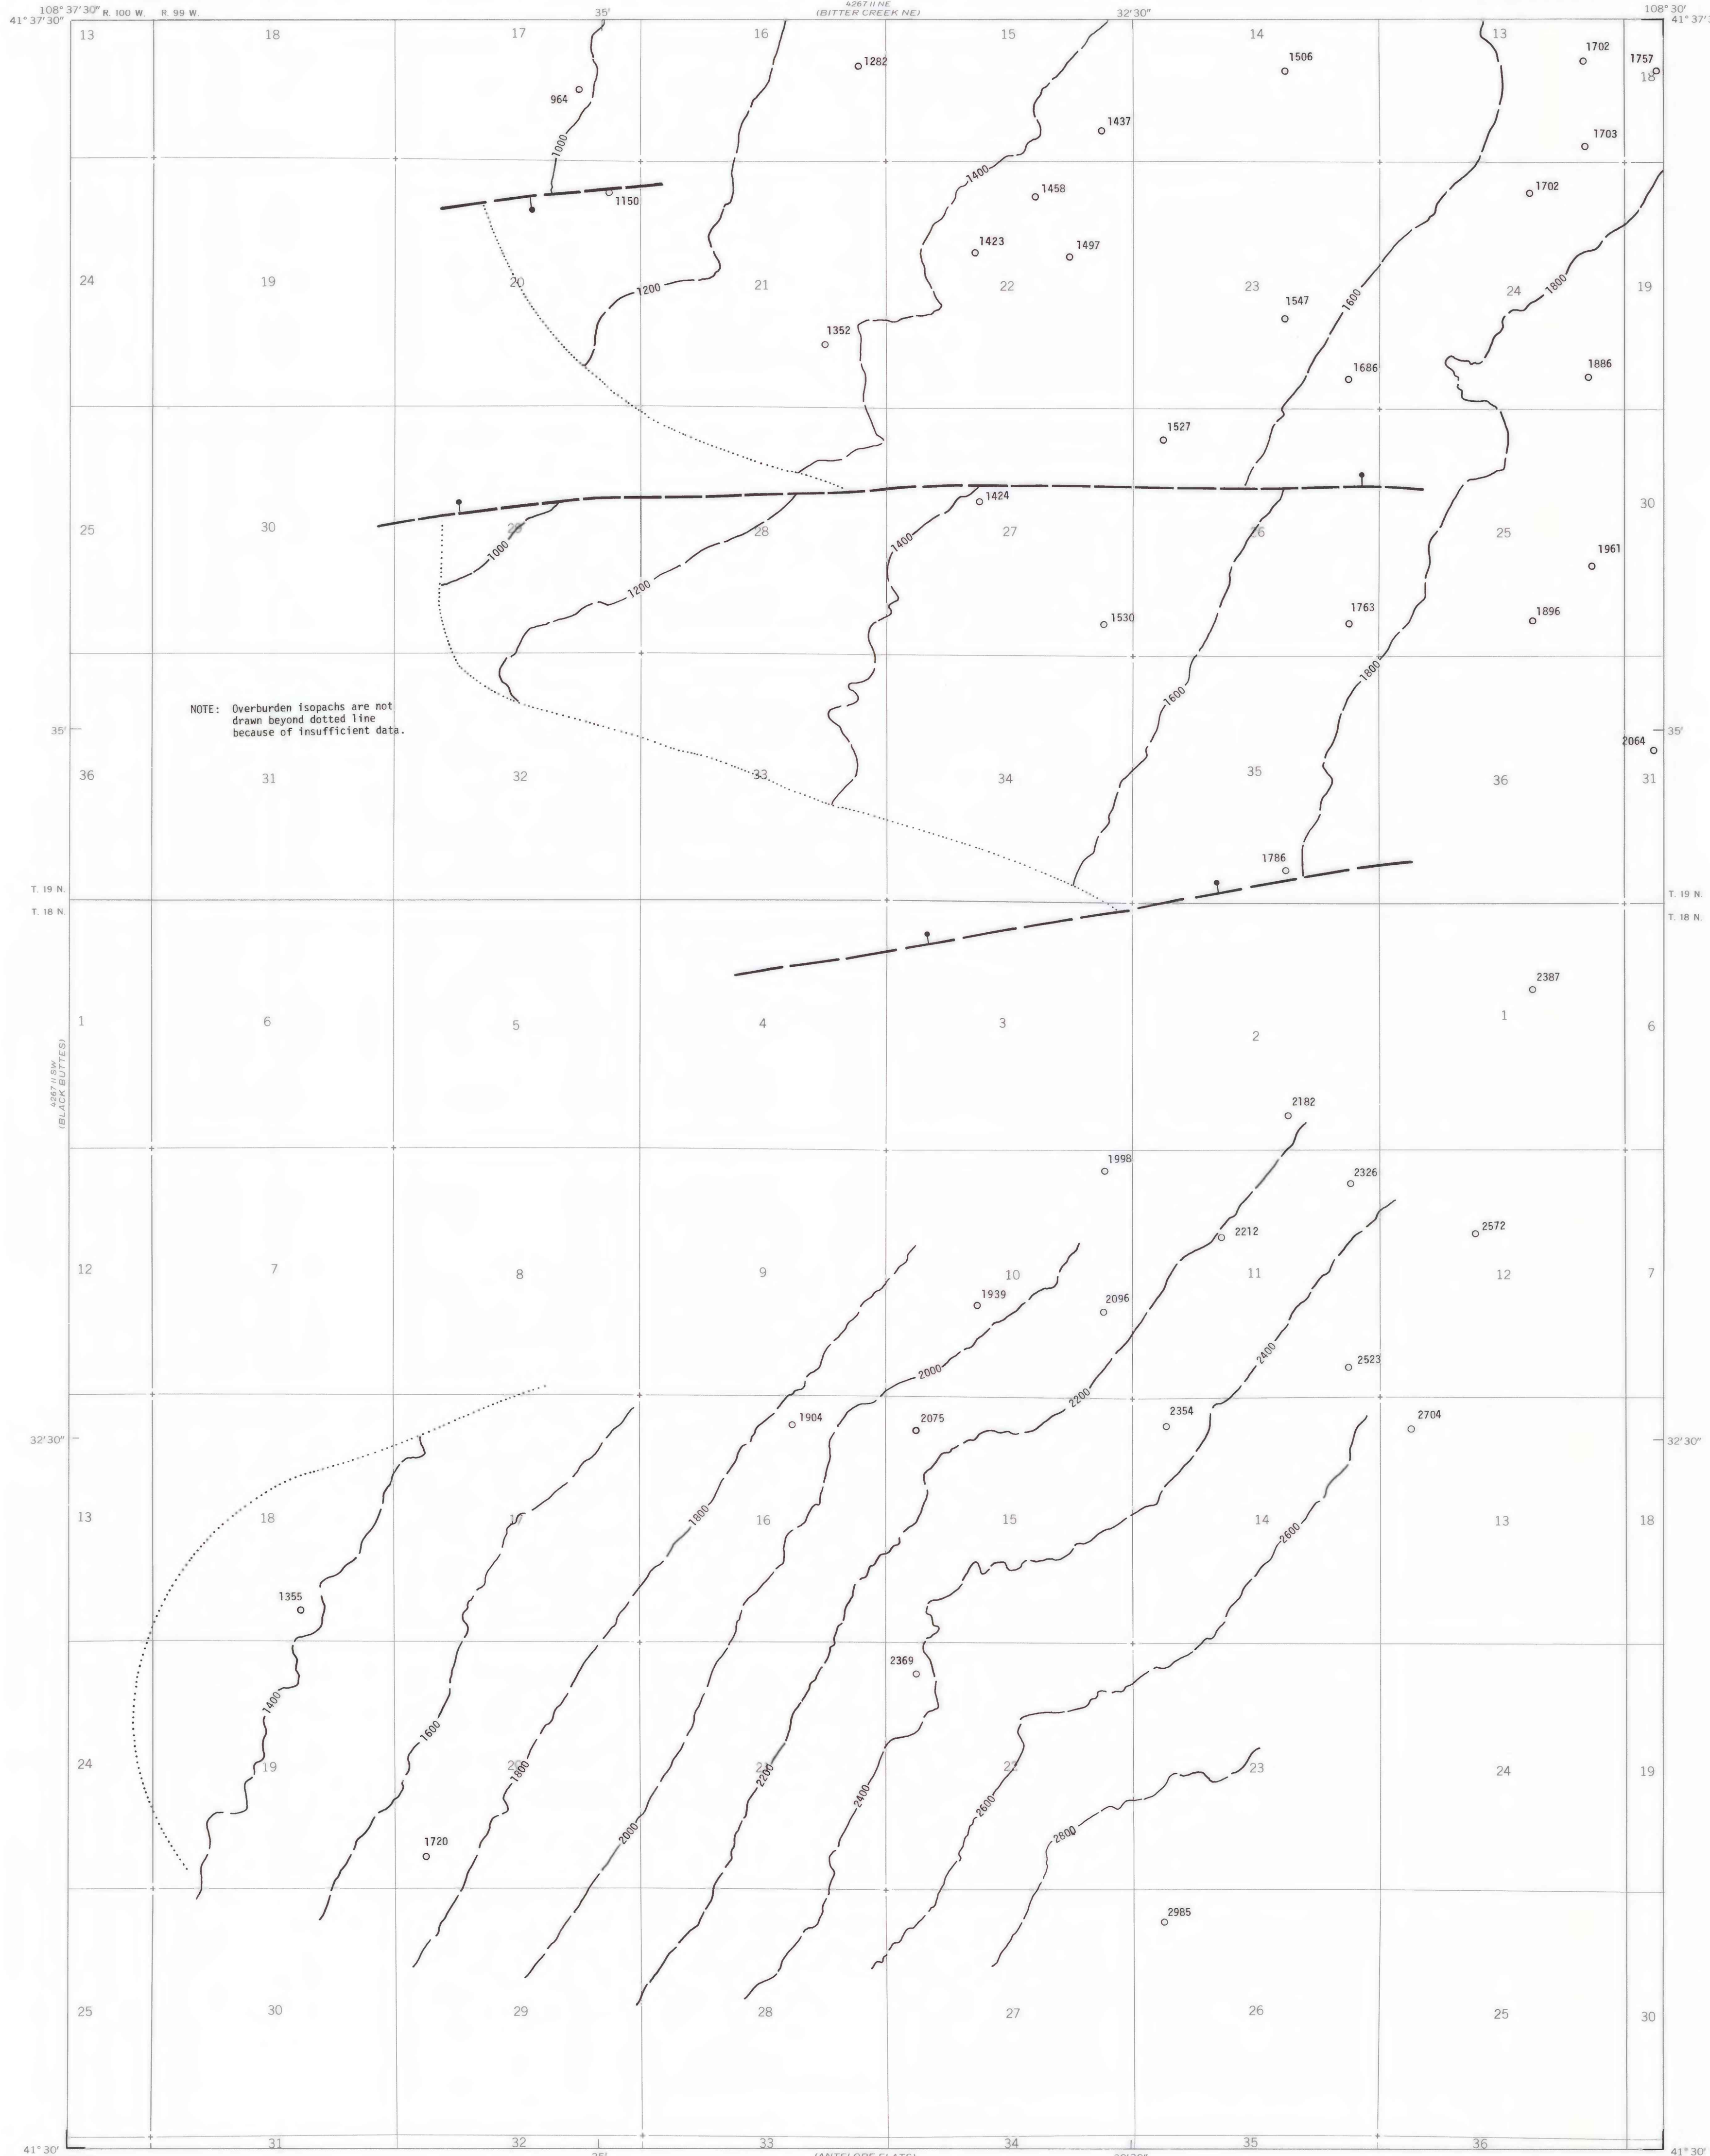 4267 II NE
108° 37' 30" R. 100 W. R. 99 W. 35' (BITTER CREEK NE) 32' 30" 108° 30'
41° 37' 30" 41° 37'
13 18 17 16 15 14 13
1702 1757
18
1282 1506
964
1437
1703
1000
1400
1458 1702
1150
1423 1497
24 19 20 1200 21 22 23 1600 24 1800 19
1547
1352
1686 1886
1527
1424
25 30 29 28 27 26 25 30
1000 1400
1961
1200
1530 1763 1896
1800
1600
NOTE: Overburden isopachs are not
drawn beyond dotted line
because of insufficient data.
35' 35'
2064
36 31 32 33 34 35 36 31
1786
T. 19 N. T. 19 N.
T. 18 N. T. 18 N.
2387
1 6 5 4 3 2 1 6
4267 II SW
(BLACK BUTTES)
2182
1998 2326
2212 2572
12 7 8 9 10 11 12 7
1939 2096
2400
2000 2523
2200
1904 2075 2354 2704
32' 30" 32' 30"
13 18 17 1800 16 15 14 2600 13 18
1355
2369
1400
1600
24 19 20 1800 21 2200 22 23 24 19
2400 2600
2000 2800
1720
2985
25 30 29 28 27 26 25 30
31 32 33 34 35 36
41° 30' 35' (ANTELOPE FLATS) 32' 30" 41° 30'